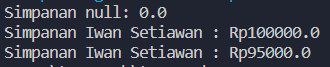 Simpanan null: 0.0
Simpanan Iwan Setiawan : Rp100000.0
Simpanan Iwan Setiawan : Rp95000.0